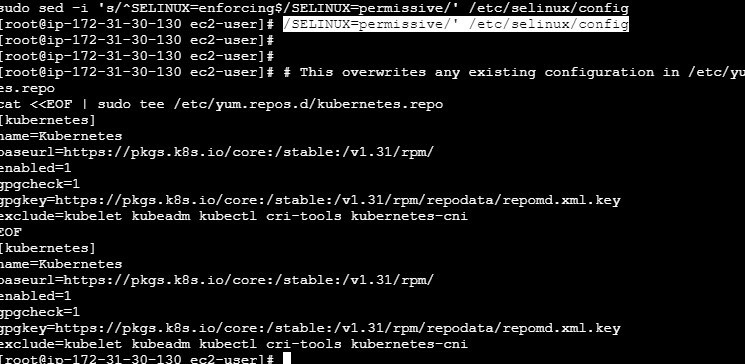 sudo sed -i 's/^SELINUX=enforcing$/SELINUX=permissive/' /etc/selinux/config
[root@ip-172-31-30-130 ec2-user]# /SELINUX=permissive/' /etc/selinux/config
[root@ip-172-31-30-130 ec2-user]#
[root@ip-172-31-30-130 ec2-user]#
[root@ip-172-31-30-130 ec2-user]# # This overwrites any existing configuration in /etc/yu
es.repo
cat <<EOF | sudo tee /etc/yum.repos.d/kubernetes.repo
[kubernetes]
name=Kubernetes
baseurl=https://pkgs.k8s.io/core:/stable:/v1.31/rpm/
enabled=1
gpgcheck=1
gpgkey=https://pkgs.k8s.io/core:/stable:/v1.31/rpm/repodata/repomd.xml.key
exclude=kubelet kubeadm kubectl cri-tools kubernetes-cni
EOF
[kubernetes]
name=Kubernetes
baseurl=https://pkgs.k8s.io/core:/stable:/v1.31/rpm/
enabled=1
gpgcheck=1
gpgkey=https://pkgs.k8s.io/core:/stable:/v1.31/rpm/repodata/repomd.xml.key
exclude=kubelet kubeadm kubectl cri-tools kubernetes-cni
[root@ip-172-31-30-130 ec2-user]#